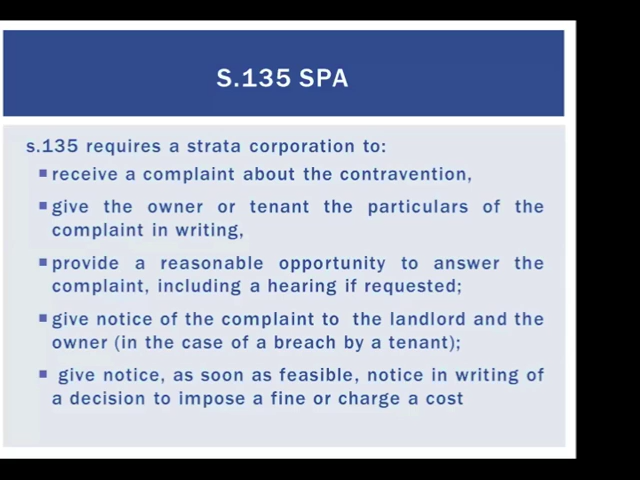 S.135 SPA
s.135 requires a strata corporation to:
receive a complaint about the contravention,
give the owner or tenant the particulars of the
complaint in writing,
provide a reasonable opportunity to answer the
complaint, including a hearing if requested;
give notice of the complaint to the landlord and the
owner (in the case of a breach by a tenant);
give notice, as soon as feasible, notice in writing of
a decision to impose a fine or charge a cost